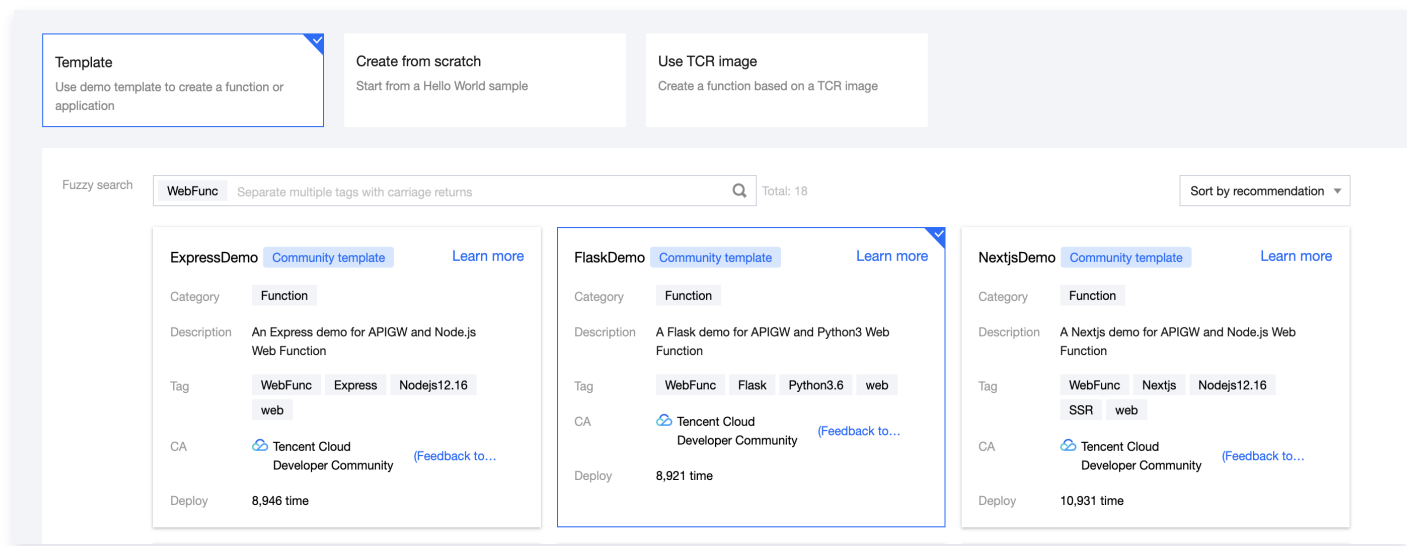 Template
Use demo template to create a function or
application
Create from scratch
Start from a Hello World sample
Use TCR image
Create a function based on a TCR image
Fuzzy search
WebFunc Separate multiple tags with carriage returns
Total: 18
Sort by recommendation
ExpressDemo Community template Learn more
Category Function
Description An Express demo for APIGW and Node.js
Web Function
Tag WebFunc Express Nodejs12.16
web
CA Tencent Cloud
Developer Community (Feedback to...
Deploy 8,946 time
FlaskDemo Community template Learn more
Category Function
Description A Flask demo for APIGW and Python3 Web
Function
Tag WebFunc Flask Python3.6 web
CA Tencent Cloud
Developer Community (Feedback to...
Deploy 8,921 time
NextjsDemo Community template Learn more
Category Function
Description A Nextjs demo for APIGW and Node.js Web
Function
Tag WebFunc Nextjs Nodejs12.16
SSR web
CA Tencent Cloud
Developer Community (Feedback to...
Deploy 10,931 time